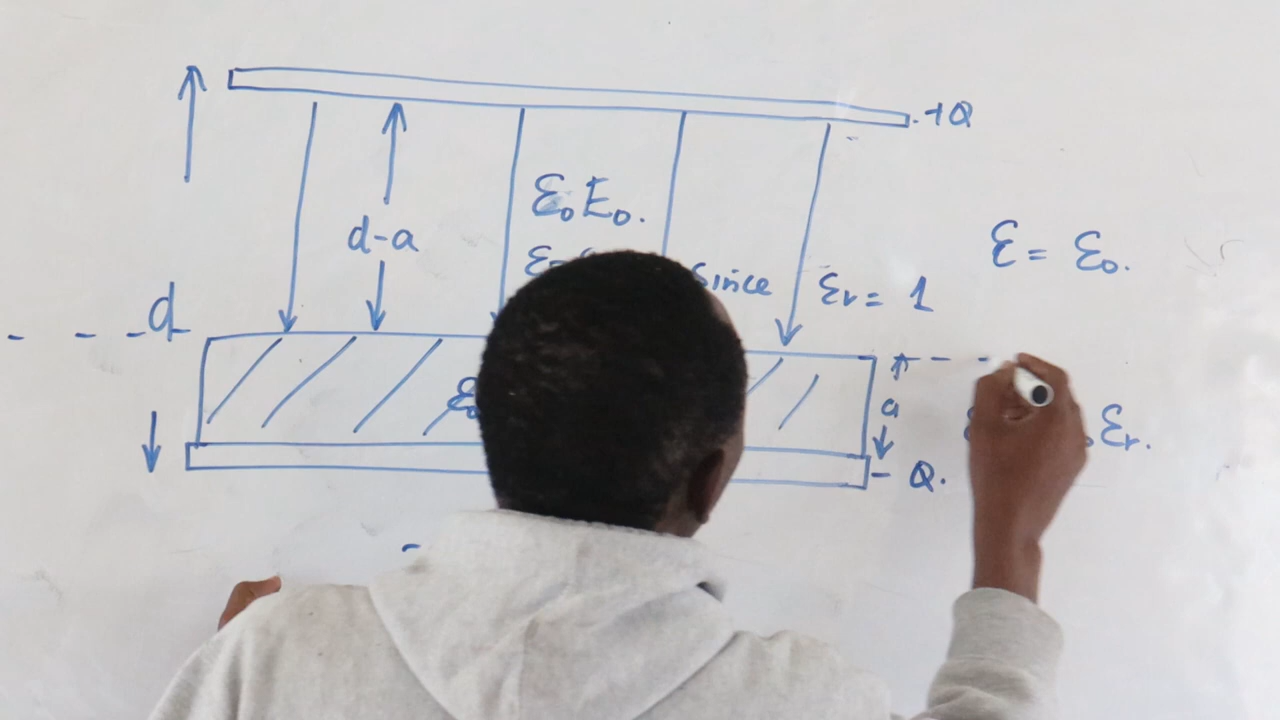 +Q
ε₀E₀.
d-a
ε = ε₀.
since εr = 1
d
a
εr.
- Q.